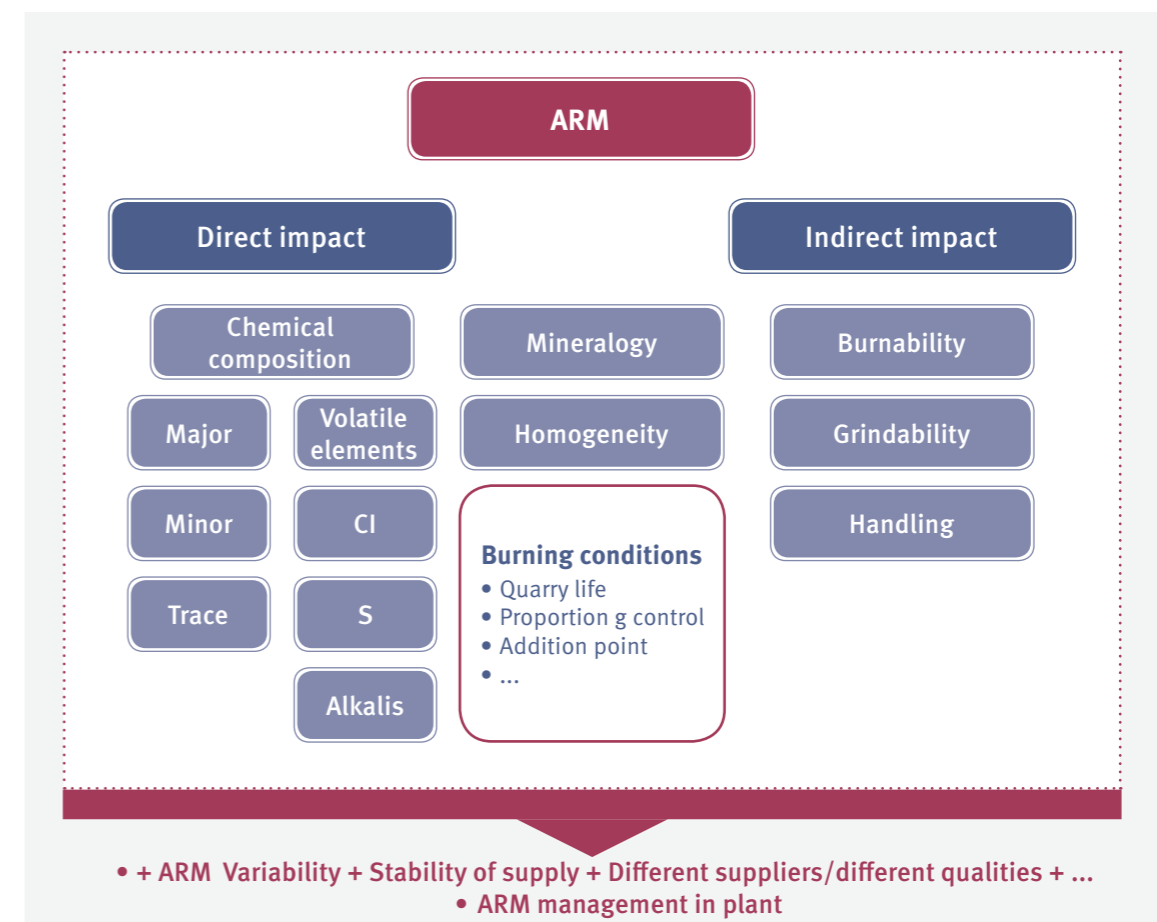 ARM
Direct impact
Indirect impact
Chemical
composition
Mineralogy
Burnability
Major
Volatile
elements
Homogeneity
Grindability
Minor
Cl
Burning conditions
• Quarry life
• Proportion g control
• Addition point
• ...
Handling
Trace
S
Alkalis
• + ARM Variability + Stability of supply + Different suppliers/different qualities + ...
• ARM management in plant